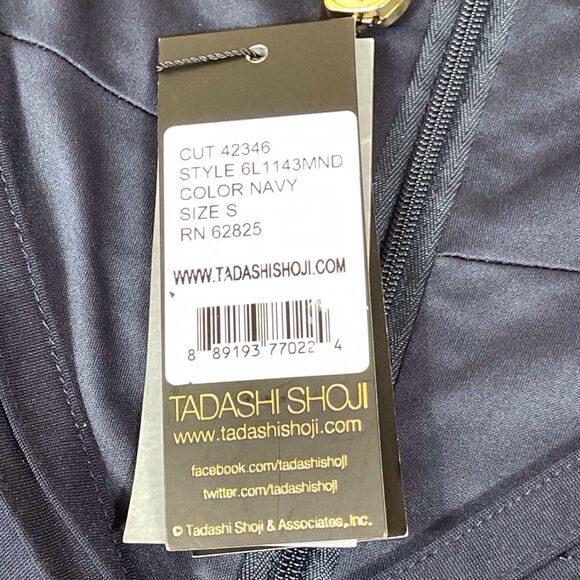 CUT 42346
STYLE 6L1143MND
COLOR NAVY
SIZE S
RN 62825
WWW.TADASHISHOJI.COM
8 89193 77022 4
TADASHI SHOJI
www.tadashishoji.com
facebook.com/tadashishoji
twitter.com/tadashishoji
© Tadashi Shoji & Associates, Inc.